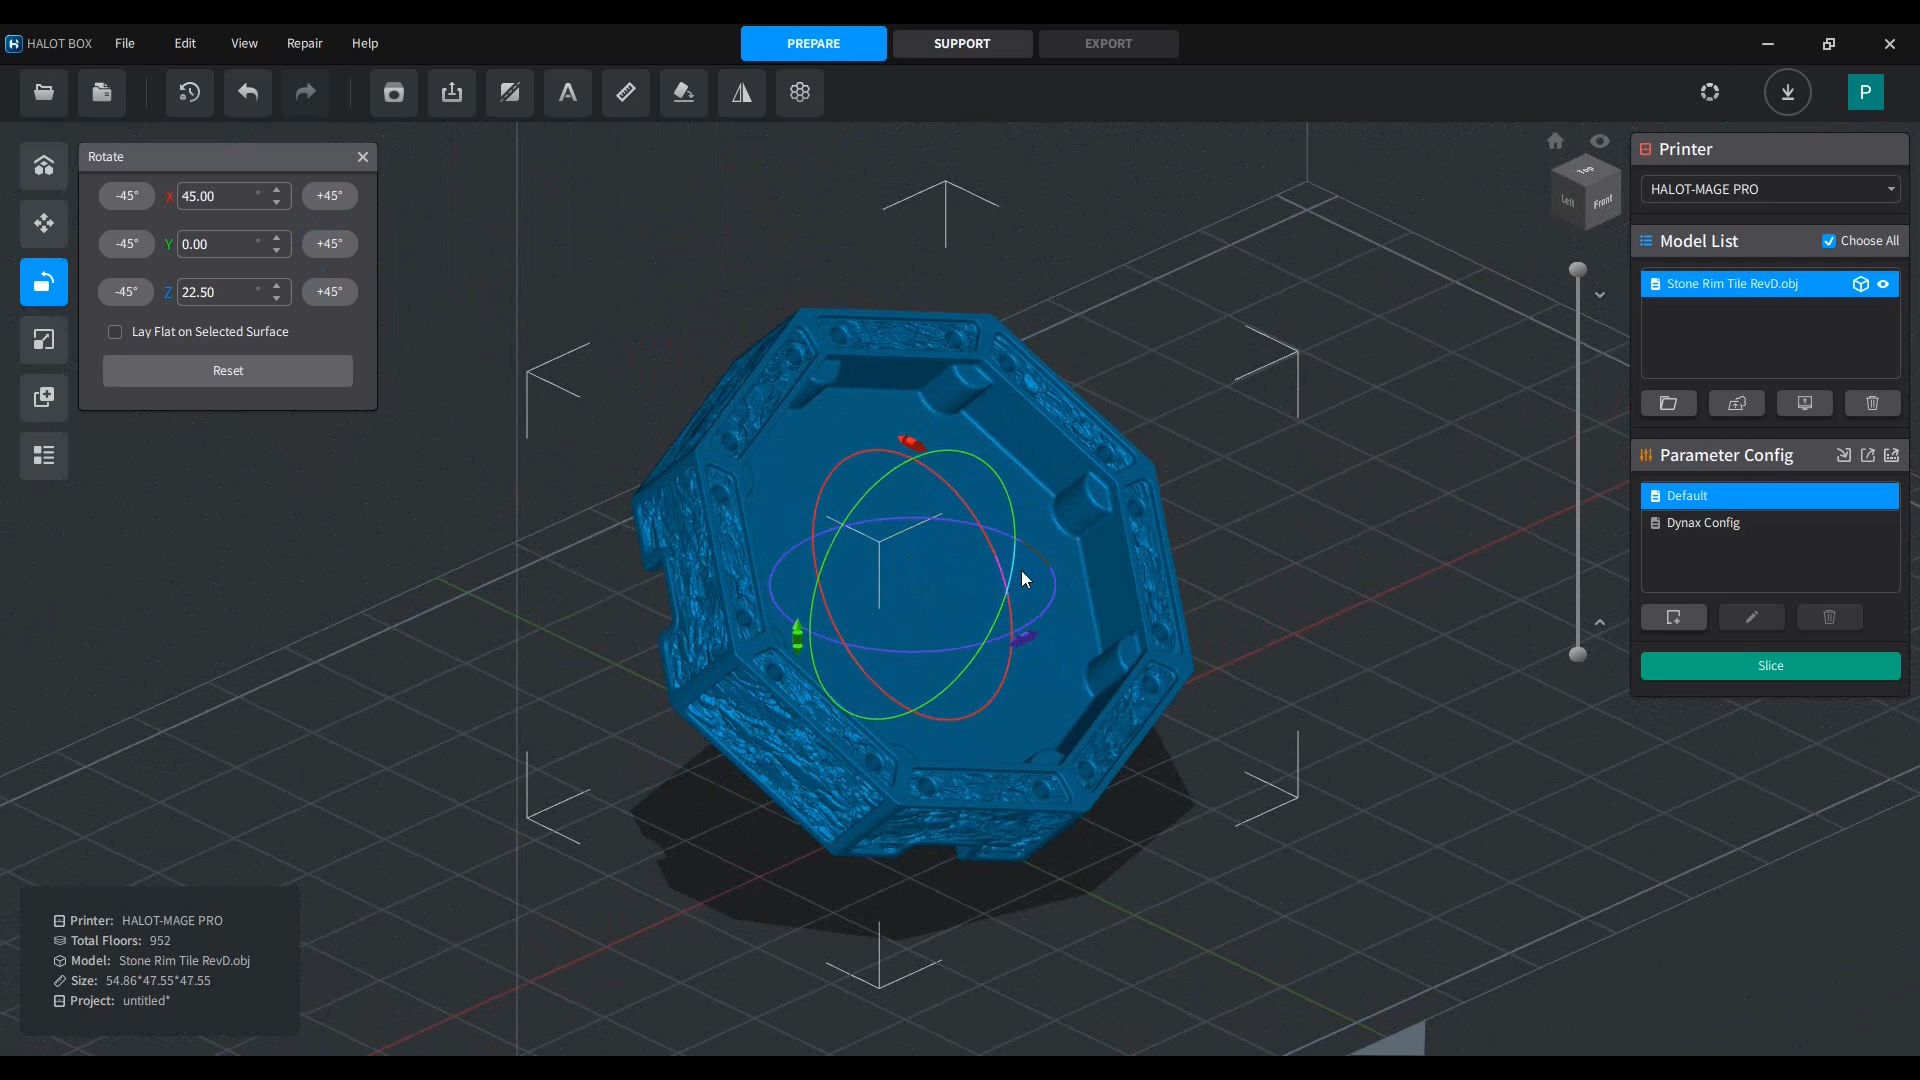 HALOT BOX File Edit View Repair Help PREPARE SUPPORT EXPORT
P
Rotate
-45° X 45.00 ° +45°
-45° Y 0.00 ° +45°
-45° Z 22.50 ° +45°
Lay Flat on Selected Surface
Reset
Top
Left Front
Printer
HALOT-MAGE PRO
Model List Choose All
Stone Rim Tile RevD.obj
Parameter Config
Default
Dynax Config
Slice
Printer: HALOT-MAGE PRO
Total Floors: 952
Model: Stone Rim Tile RevD.obj
Size: 54.86*47.55*47.55
Project: untitled*